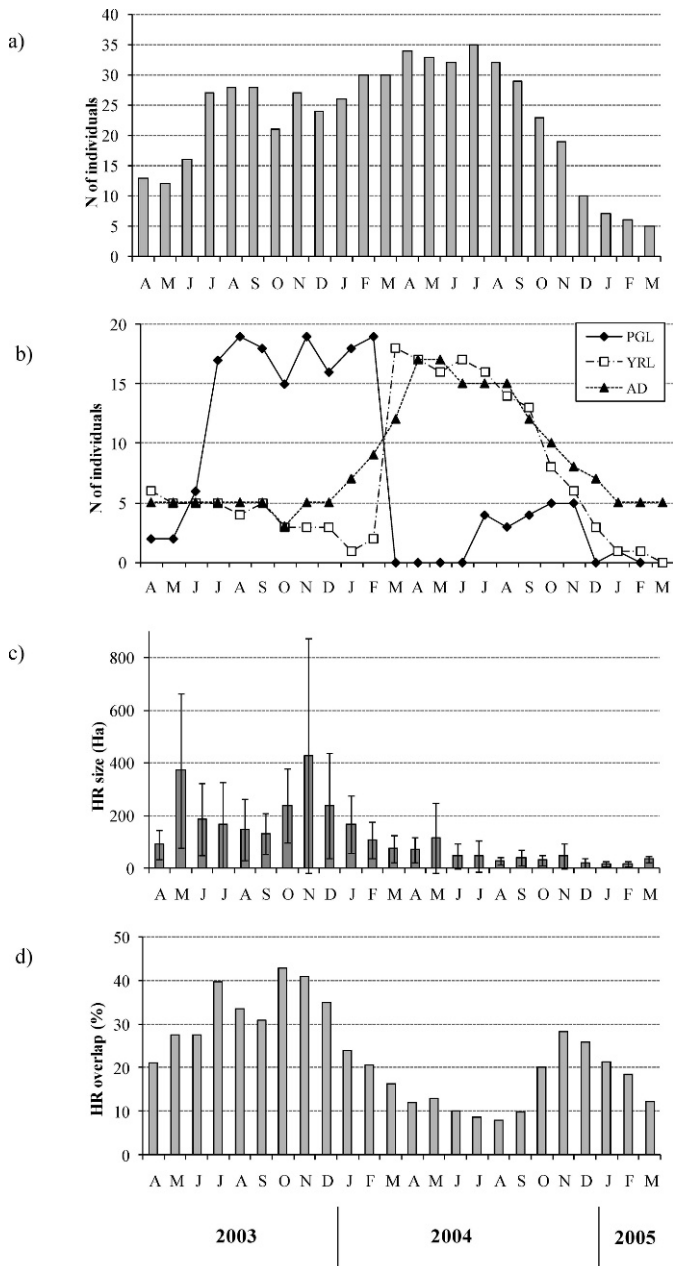 a)
N of individuals
40
35
30
25
20
15
10
5
0
A M J J A S O N D J F M A M J J A S O N D J F M
b)
N of individuals
20
15
10
5
0
PGL
YRL
AD
A M J J A S O N D J F M A M J J A S O N D J F M
c)
HR size (Ha)
800
600
400
200
0
A M J J A S O N D J F M A M J J A S O N D J F M
d)
HR overlap (%)
50
40
30
20
10
0
A M J J A S O N D J F M A M J J A S O N D J F M
2003 2004 2005